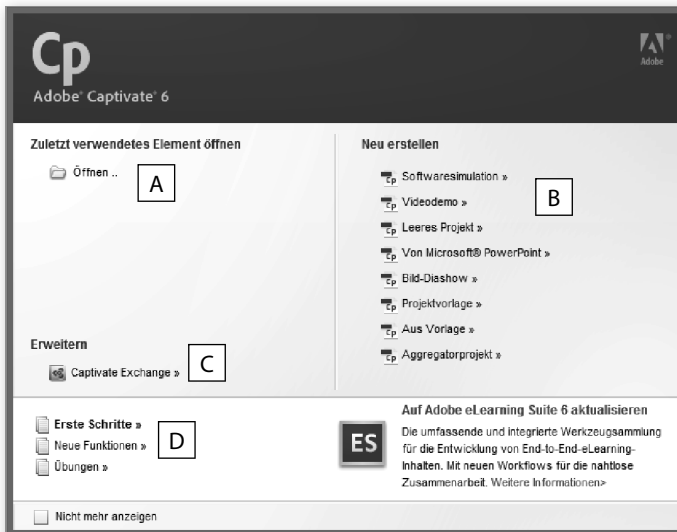 Cp
Adobe
Adobe® Captivate® 6
Zuletzt verwendetes Element öffnen
Öffnen ..
A
Erweitern
Captivate Exchange »
C
Neu erstellen
Softwaresimulation »
Videodemo »
Leeres Projekt »
Von Microsoft® PowerPoint »
Bild-Diashow »
Projektvorlage »
Aus Vorlage »
Aggregatorprojekt »
B
Erste Schritte »
Neue Funktionen »
Übungen »
D
ES
Auf Adobe eLearning Suite 6 aktualisieren
Die umfassende und integrierte Werkzeugsammlung
für die Entwicklung von End-to-End-eLearning-
Inhalten. Mit neuen Workflows für die nahtlose
Zusammenarbeit. Weitere Informationen>
Nicht mehr anzeigen